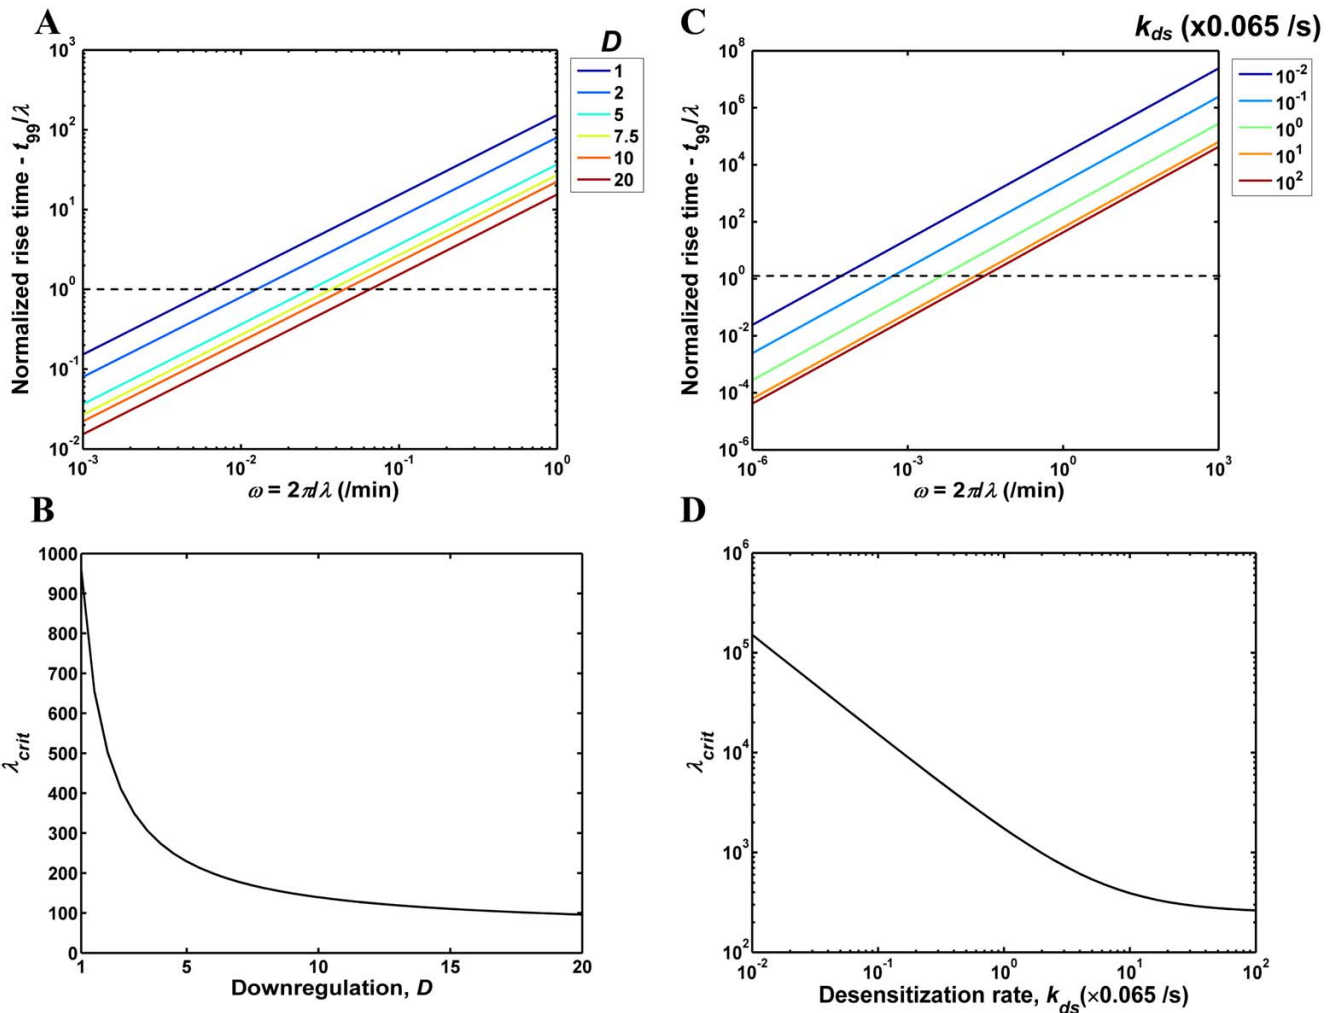 A
D
1
2
5
7.5
10
20
10^3
10^2
10^1
10^0
10^-1
10^-2
Normalized rise time - t_99/λ
10^-3 10^-2 10^-1 10^0
ω = 2π/λ (/min)
C
k_ds (x0.065 /s)
10^-2
10^-1
10^0
10^1
10^2
10^8
10^6
10^4
10^2
10^0
10^-2
10^-4
10^-6
Normalized rise time - t_99/λ
10^-6 10^-3 10^0 10^3
ω = 2π/λ (/min)
B
1000
900
800
700
600
500
400
300
200
100
0
λ_crit
1 5 10 15 20
Downregulation, D
D
10^6
10^5
10^4
10^3
10^2
λ_crit
10^-2 10^-1 10^0 10^1 10^2
Desensitization rate, k_ds(×0.065 /s)